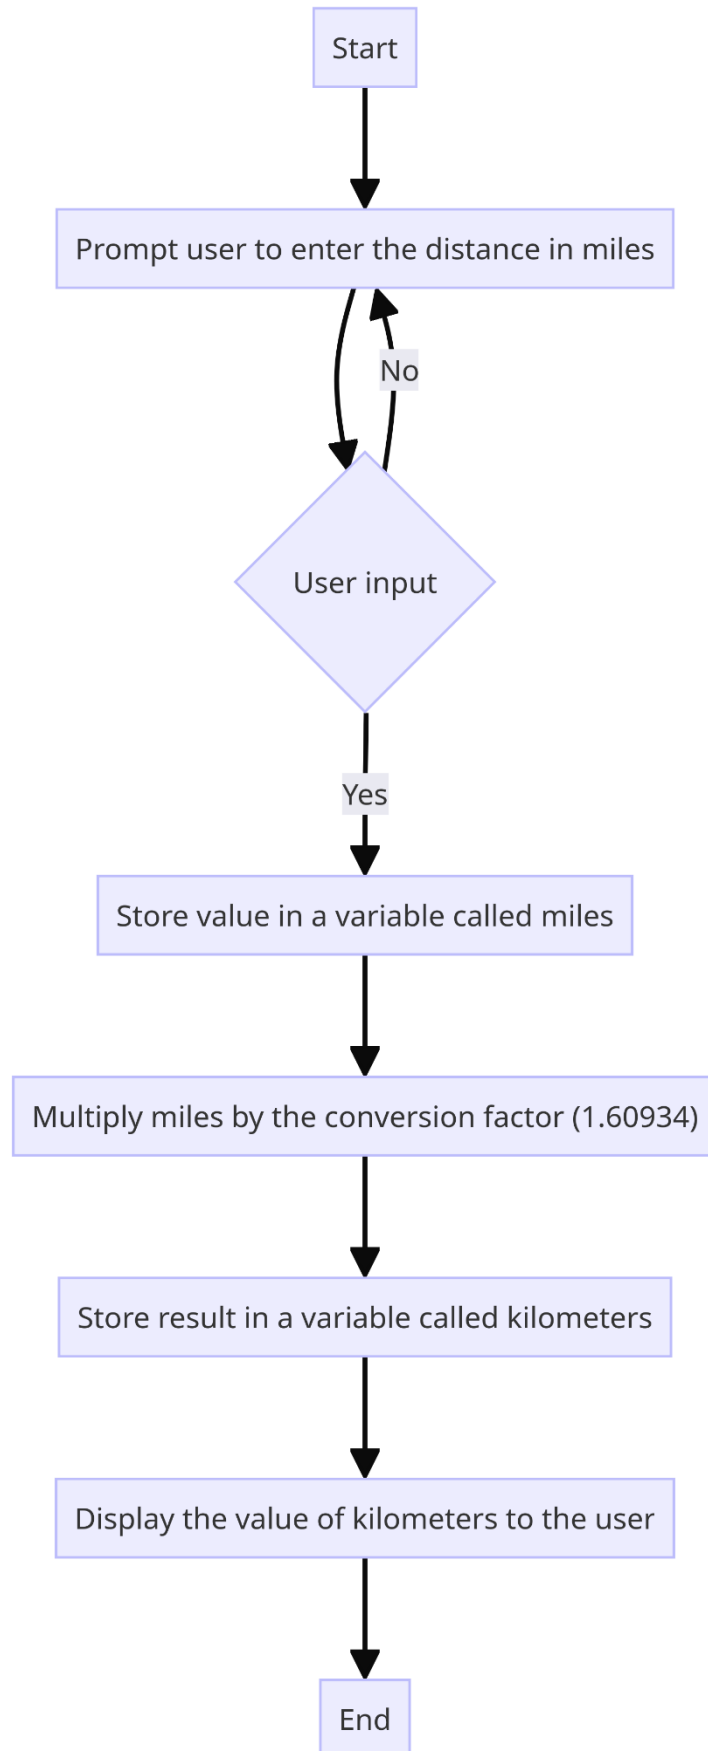 Start
Prompt user to enter the distance in miles
No
User input
Yes
Store value in a variable called miles
Multiply miles by the conversion factor (1.60934)
Store result in a variable called kilometers
Display the value of kilometers to the user
End